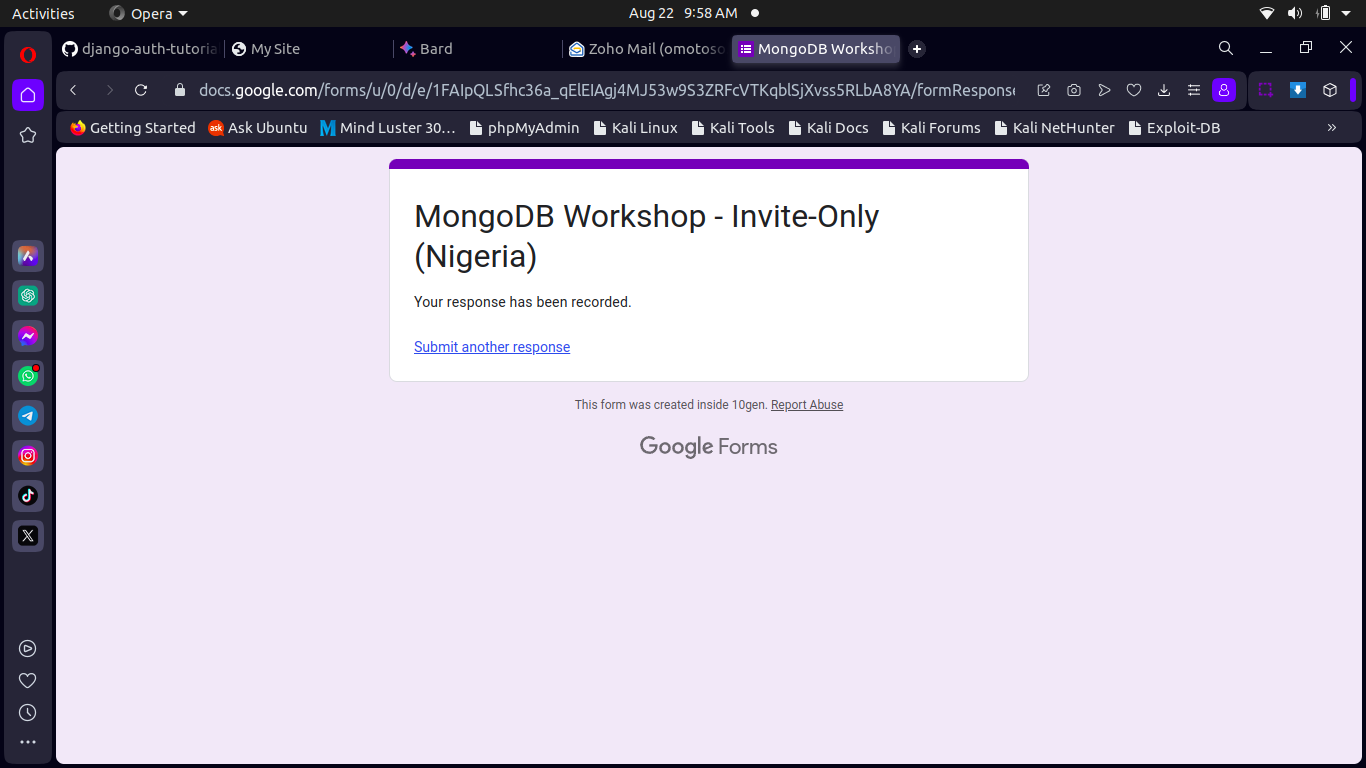 Activities
Opera
Aug 22 9:58 AM
django-auth-tutoria
My Site
Bard
Zoho Mail (omotoso
MongoDB Worksho
docs.google.com/forms/u/0/d/e/1FAIpQLSfhc36a_qElEIAgj4MJ53w9S3ZRFcVTKqblSjXvss5RLbA8YA/formResponse
Getting Started
Ask Ubuntu
Mind Luster 30...
phpMyAdmin
Kali Linux
Kali Tools
Kali Docs
Kali Forums
Kali NetHunter
Exploit-DB
MongoDB Workshop - Invite-Only
(Nigeria)
Your response has been recorded.
Submit another response
This form was created inside 10gen. Report Abuse
Google Forms